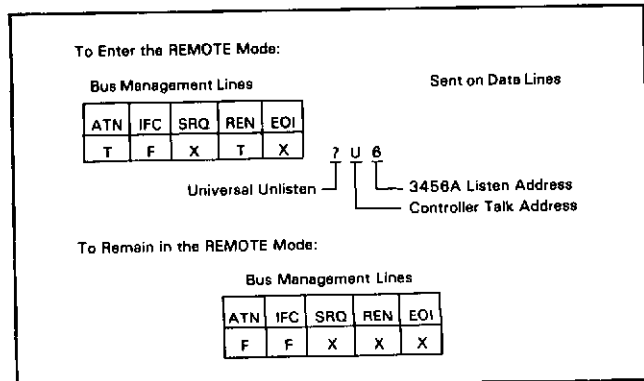 To Enter the REMOTE Mode:
Bus Management Lines
Sent on Data Lines
ATN IFC SRQ REN EOI
T F X T X
? U 6
Universal Unlisten
3456A Listen Address
Controller Talk Address
To Remain in the REMOTE Mode:
Bus Management Lines
ATN IFC SRQ REN EOI
F F X X X